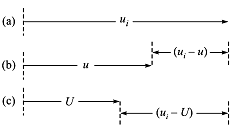 (a) uᵢ
(uᵢ – u)
(b) u
(c) U
(uᵢ – U)